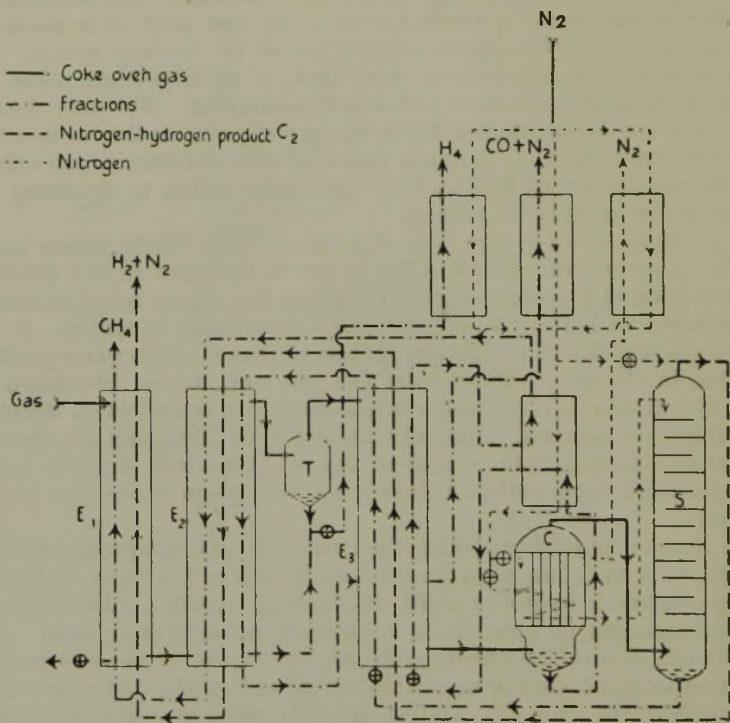 N2
Coke oveh gas
Fractions
Nitrogen-hydrogen product C2
Nitrogen
H4
CO+N2
N2
H2+N2
CH4
Gas
T
E1
E2
E3
C
S